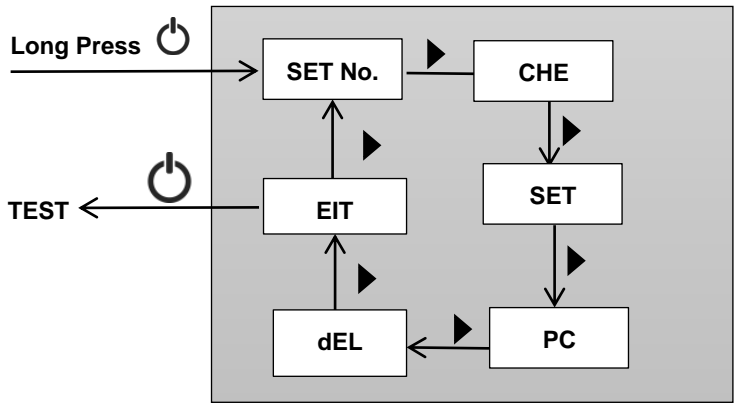 Long Press
SET No.
CHE
TEST
EIT
SET
dEL
PC